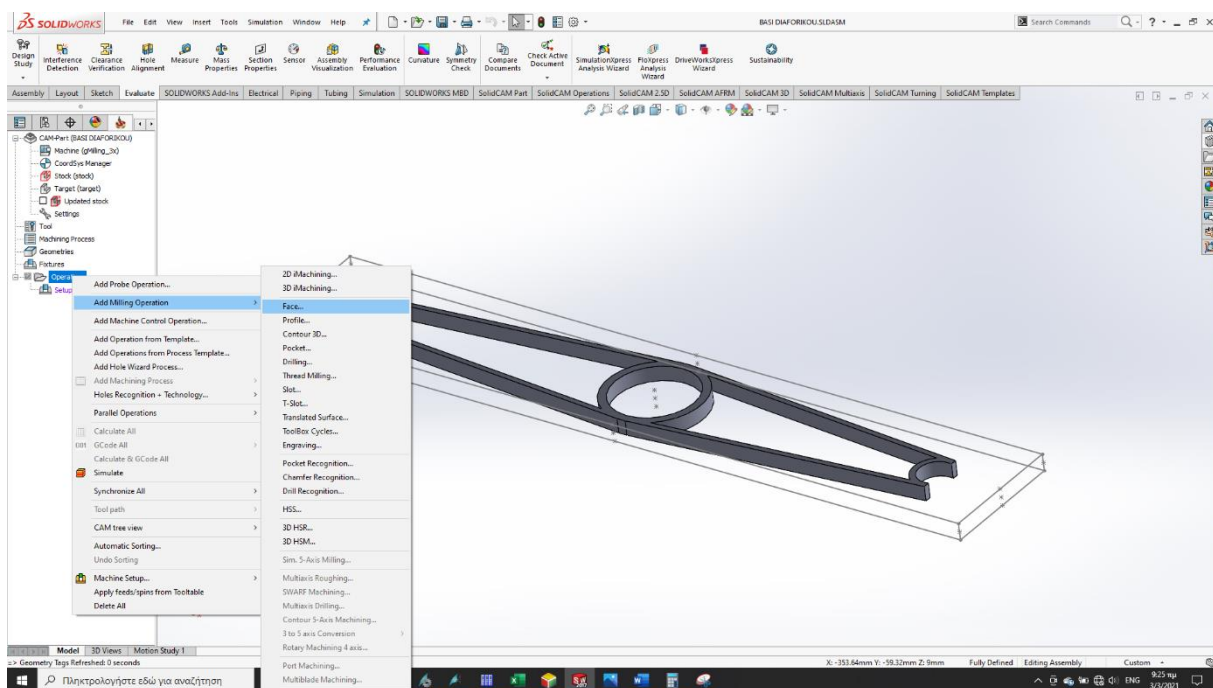 SOLIDWORKS File Edit View Insert Tools Simulation Window Help BASI DIAFORIKOU.SLDASM Search Commands
Design Study
Interference Detection
Clearance Verification
Hole Alignment
Measure
Mass Properties
Section Properties
Sensor
Assembly Visualization
Performance Evaluation
Curvature
Symmetry Check
Compare Documents
Check Active Document
SimulationXpress Analysis Wizard
FloXpress Analysis Wizard
DriveWorksXpress Wizard
Sustainability
Assembly Layout Sketch Evaluate SOLIDWORKS Add-Ins Electrical Piping Tubing Simulation SOLIDWORKS MBD SolidCAM Part SolidCAM Operations SolidCAM 2.5D SolidCAM AFRM SolidCAM 3D SolidCAM Multiaxis SolidCAM Turning SolidCAM Templates
CAM-Part (BASI DIAFORIKOU)
Machine (gMilling_3x)
CoordSys Manager
Stock (stock)
Target (target)
Updated stock
Settings
Tool
Machining Process
Geometries
Fixtures
Add Probe Operation...
Add Milling Operation
Add Machine Control Operation...
Add Operation from Template...
Add Operations from Process Template...
Add Hole Wizard Process...
Add Machining Process
Holes Recognition + Technology...
Parallel Operations
Calculate All
GCode All
Calculate & GCode All
Simulate
Synchronize All
Tool path
CAM tree view
Automatic Sorting...
Undo Sorting
Machine Setup...
Apply feeds/spins from Tooltable
Delete All
2D iMachining...
3D iMachining...
Face...
Profile...
Contour 3D...
Pocket...
Drilling...
Thread Milling...
Slot...
T-Slot...
Translated Surface...
ToolBox Cycles...
Engraving...
Pocket Recognition...
Chamfer Recognition...
Drill Recognition...
HSS...
3D HSR...
3D HSM...
Sim. 5-Axis Milling...
Multiaxis Roughing...
SWARF Machining...
Multiaxis Drilling...
Contour 5-Axis Machining...
3 to 5 axis Conversion
Rotary Machining 4 axis...
Port Machining...
Multiblade Machining...
Model 3D Views Motion Study 1
=> Geometry Tags Refreshed: 0 seconds X: -353.64mm Y: -59.32mm Z: 9mm Fully Defined Editing Assembly Custom
Πληκτρολογήστε εδώ για αναζήτηση ENG 9:25 πμ
3/3/2021